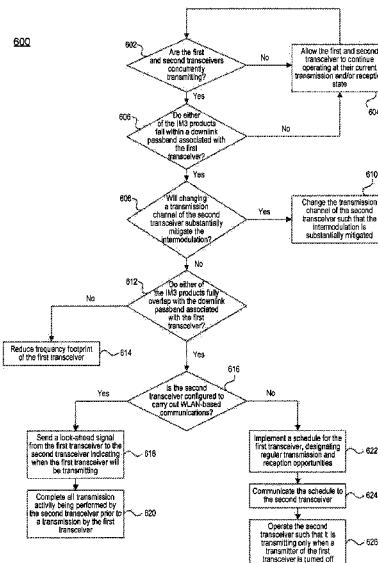 600
602
Are the first
and second transceivers
concurrently
transmitting?
No
Allow the first and second
transceiver to continue
operating at their current
transmission and/or reception
state
604
Yes
606
Do either
of the IM3 products
fall within a downlink
passband associated with
the first
transceiver?
No
Yes
608
Will changing
a transmission
channel of the second
transceiver substantially
mitigate the
intermodulation?
Yes
610
Change the transmission
channel of the second
transceiver such that the
intermodulation is
substantially mitigated
No
612
Do either of
the IM3 products fully
overlap with the downlink
passband associated
with the first
transceiver?
No
Reduce frequency footprint
of the first transceiver
614
Yes
616
Is the second
transceiver configured to
carry out WLAN-based
communications?
Yes
No
Send a look-ahead signal
from the first transceiver to
the second transceiver indicating
when the first transceiver will
be transmitting
618
Complete all transmission
activity being performed by
the second transceiver prior to
a transmission by the first
transceiver
620
Implement a schedule for the
first transceiver, designating
regular transmission and
reception opportunities
622
Communicate the schedule to
the second transceiver
624
Operate the second
transceiver such that it is
transmitting only when a
transmitter of the first
transceiver is turned off
626